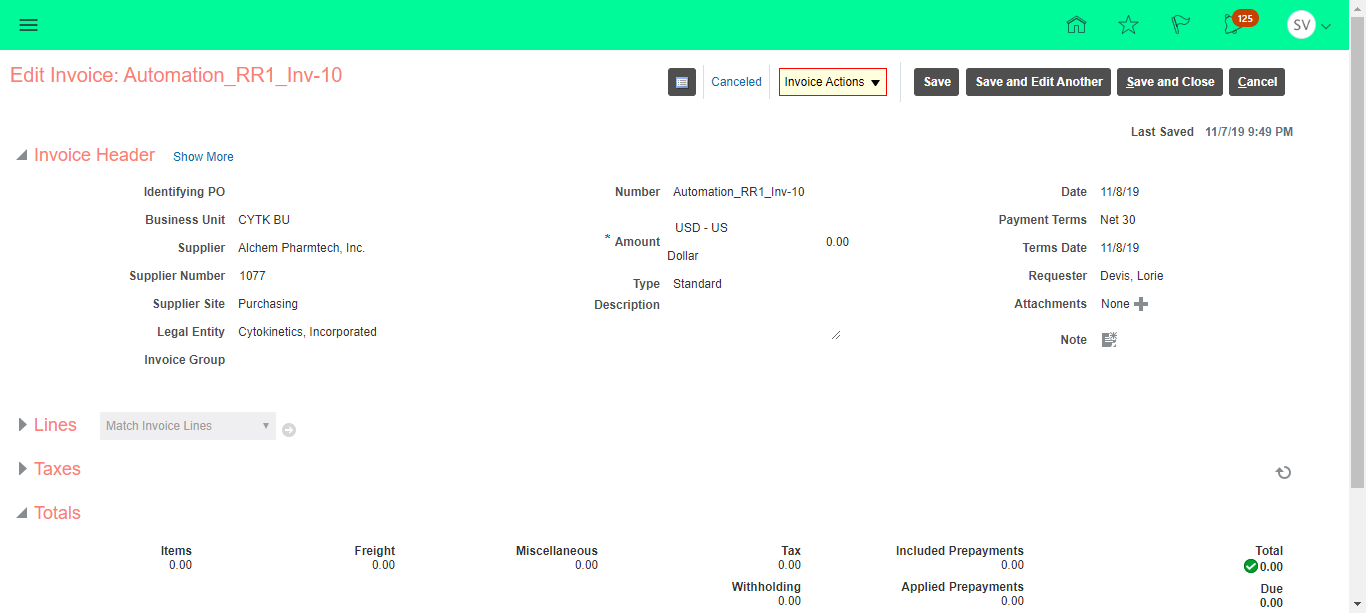 125
SV
Edit Invoice: Automation_RR1_Inv-10
Canceled
Invoice Actions
Save
Save and Edit Another
Save and Close
Cancel
Last Saved 11/7/19 9:49 PM
Invoice Header
Show More
Identifying PO
Business Unit CYTK BU
Supplier Alchem Pharmtech, Inc.
Supplier Number 1077
Supplier Site Purchasing
Legal Entity Cytokinetics, Incorporated
Invoice Group
Number Automation_RR1_Inv-10
* Amount USD - US Dollar 0.00
Type Standard
Description
Date 11/8/19
Payment Terms Net 30
Terms Date 11/8/19
Requester Devis, Lorie
Attachments None
Note
Lines
Match Invoice Lines
Taxes
Totals
Items
0.00
Freight
0.00
Miscellaneous
0.00
Tax
0.00
Withholding
0.00
Included Prepayments
0.00
Applied Prepayments
0.00
Total
0.00
Due
0.00